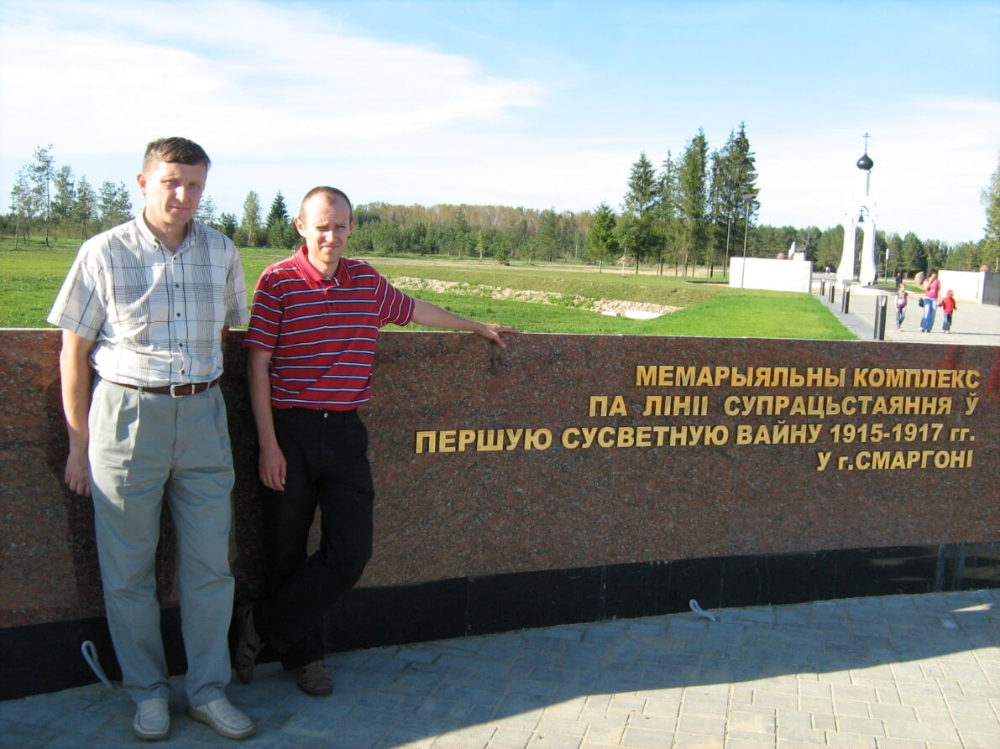 МЕМАРЫЯЛЬНЫ КОМПЛЕКС
ПА ЛІНІІ СУПРАЦЬСТАЯННЯ Ў
ПЕРШУЮ СУСВЕТНУЮ ВАЙНУ 1915-1917 гг.
У г.СМАРГОНІ